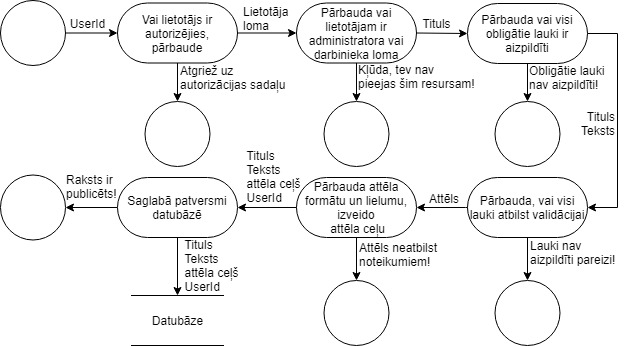 UserId
Vai lietotājs ir
autorizējies,
pārbaude
Lietotāja
loma
Pārbauda vai
lietotājam ir
administratora vai
darbinieka loma
Tituls
Pārbauda vai visi
obligātie lauki ir
aizpildīti
Atgriež uz
autorizācijas sadaļu
Kļūda, tev nav
pieejas šim resursam!
Obligātie lauki
nav aizpildīti!
Tituls
Teksts
Pārbauda, vai visi
lauki atbilst validācijai
Attēls
Pārbauda attēla
formātu un lielumu,
izveido
attēla ceļu
Tituls
Teksts
attēla ceļš
UserId
Saglabā patversmi
datubāzē
Raksts ir
publicēts!
Lauki nav
aizpildīti pareizi!
Attēls neatbilst
noteikumiem!
Tituls
Teksts
attēla ceļš
UserId
Datubāze